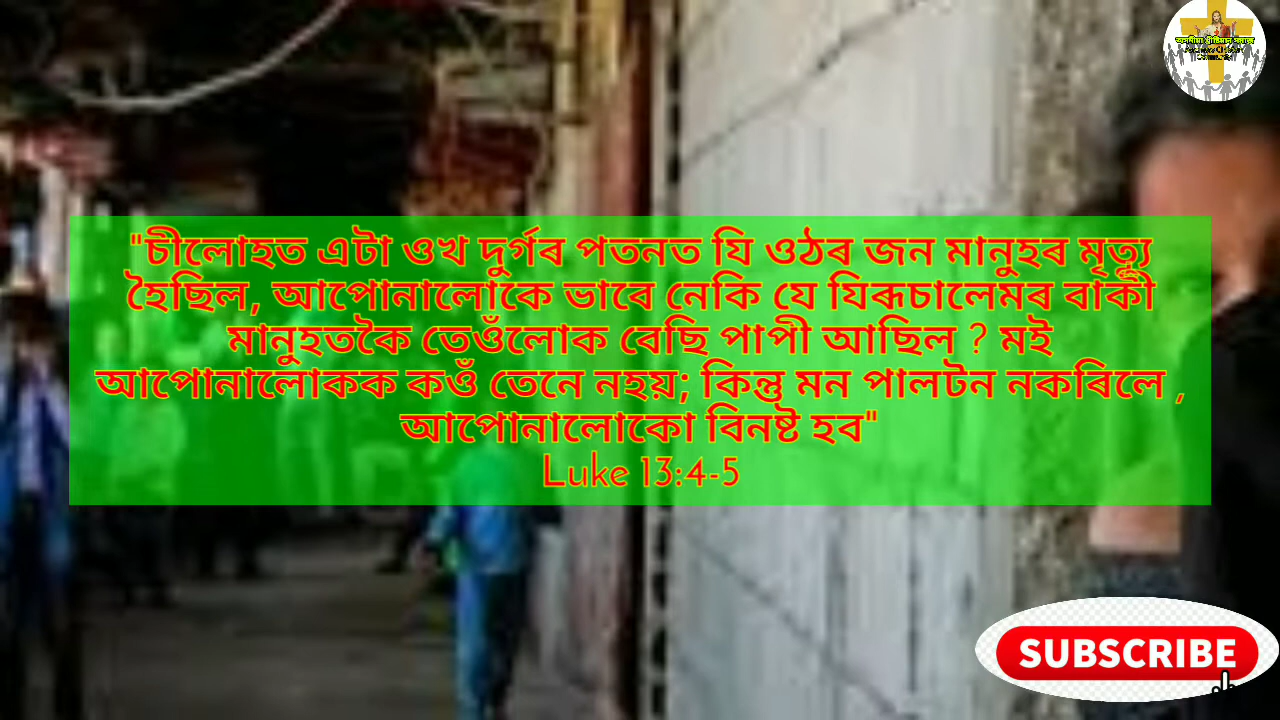 "চীলোহত এটা ওখ দুৰ্গৰ পতনত যি ওঠৰ জন মানুহৰ মৃত্যু
হৈছিল, আপোনালোকে ভাবে নেকি যে যিৰূচালেমৰ বাকী
মানুহতকৈ তেওঁলোক বেছি পাপী আছিল ? মই
আপোনালোকক কওঁ তেনে নহয়; কিন্তু মন পালটন নকৰিলে ,
আপোনালোকো বিনষ্ট হব"
Luke 13:4-5
SUBSCRIBE